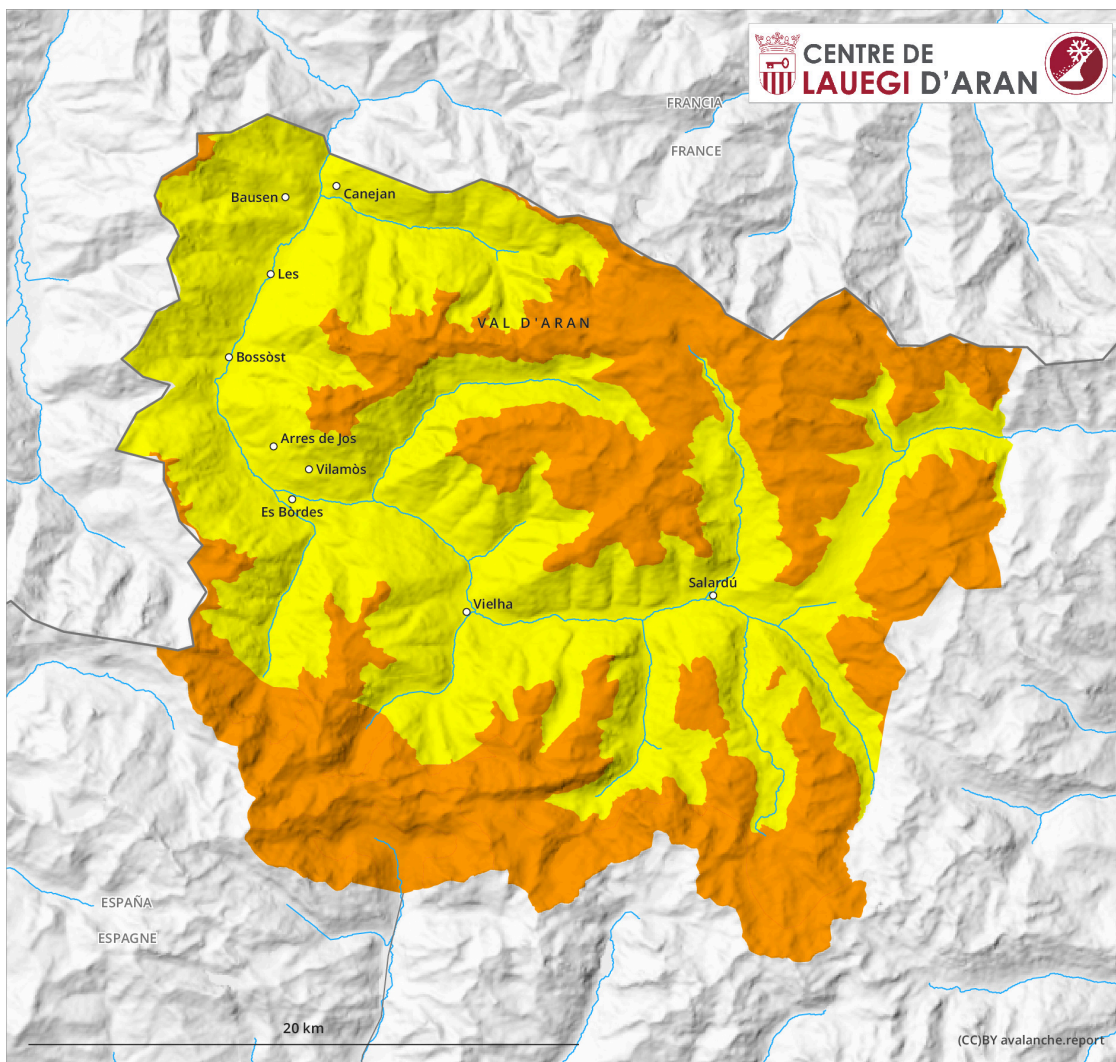 CENTRE DE
LAUEGI D'ARAN
FRANCIA
FRANCE
Canejan
Bausen
Les
VAL D'ARAN
Bossòst
Arres de Jos
Vilamòs
Es Bòrdes
Salardú
Vielha
ESPAÑA
ESPAGNE
20 km
(CC)BY avalanche.report